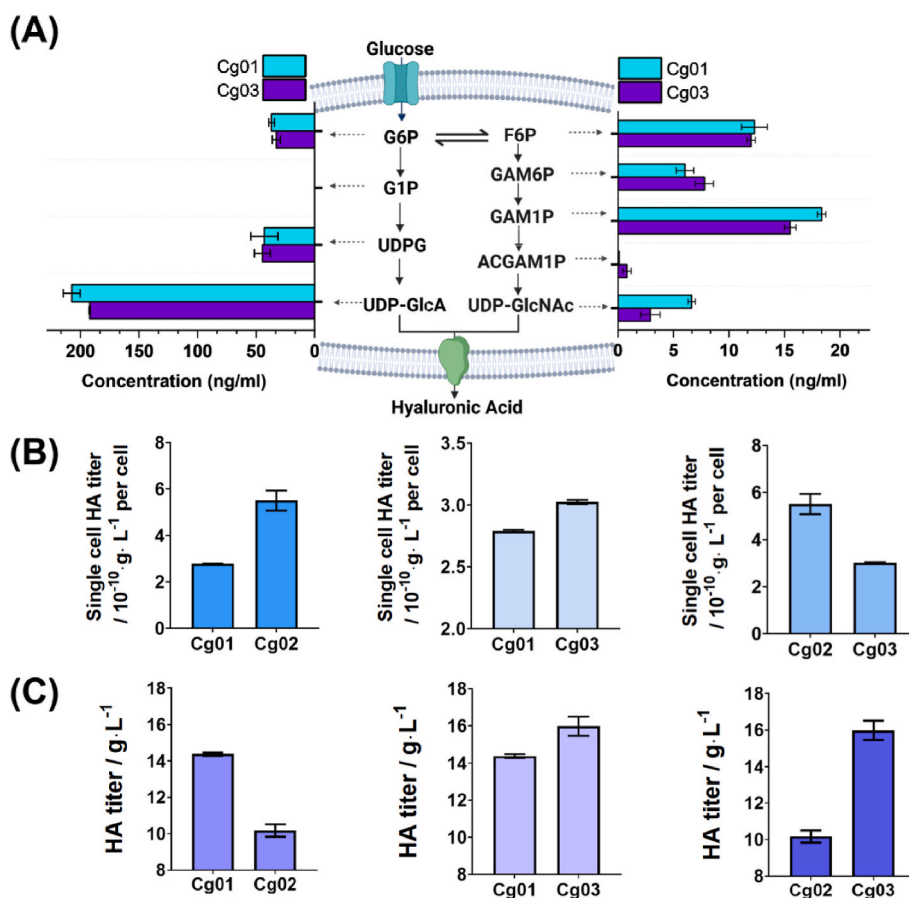 (A)
Cg01
Cg03
Glucose
Cg01
Cg03
G6P
F6P
GAM6P
G1P
GAM1P
UDPG
ACGAM1P
UDP-GlcA
UDP-GlcNAc
200 150 100 50 0
0 5 10 15 20
Concentration (ng/ml)
Concentration (ng/ml)
Hyaluronic Acid
(B)
Single cell HA titer
/ 10⁻¹⁰·g· L⁻¹ per cell
8
6
4
2
0
Cg01 Cg02
Single cell HA titer
/ 10⁻¹⁰·g· L⁻¹ per cell
3.5
3.0
2.5
2.0
Cg01 Cg03
Single cell HA titer
/ 10⁻¹⁰·g· L⁻¹ per cell
8
6
4
2
0
Cg02 Cg03
(C)
HA titer / g·L⁻¹
18
16
14
12
10
8
Cg01 Cg02
HA titer / g·L⁻¹
18
16
14
12
10
8
Cg01 Cg03
HA titer / g·L⁻¹
18
16
14
12
10
8
Cg02 Cg03